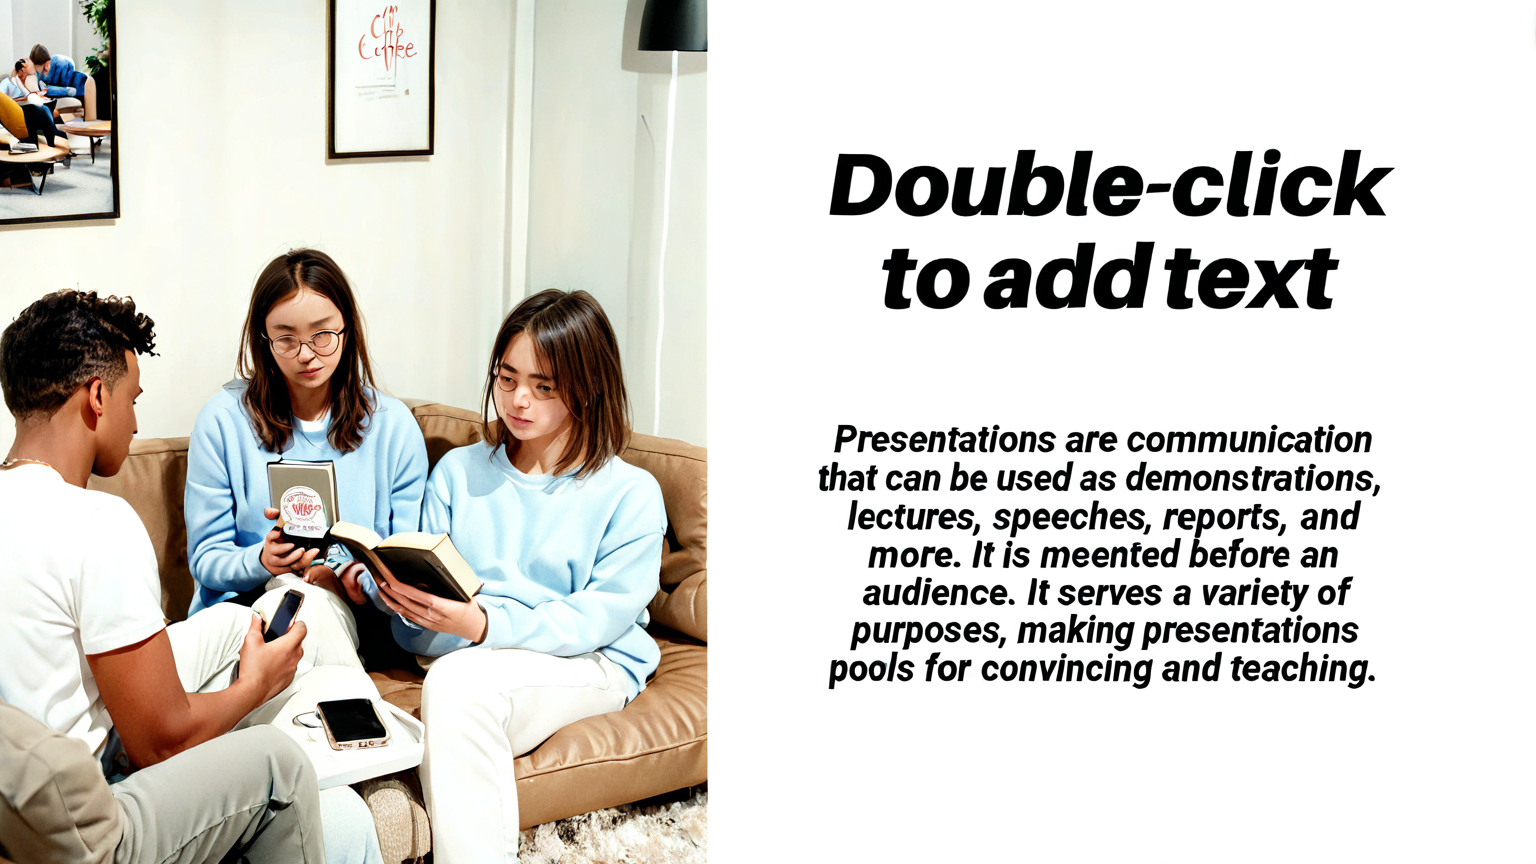 Double-click
to add text
Presentations are communication
that can be used as demonstrations,
lectures, speeches, reports, and
more. It is meented before an
audience. It serves a variety of
purposes, making presentations
pools for convincing and teaching.